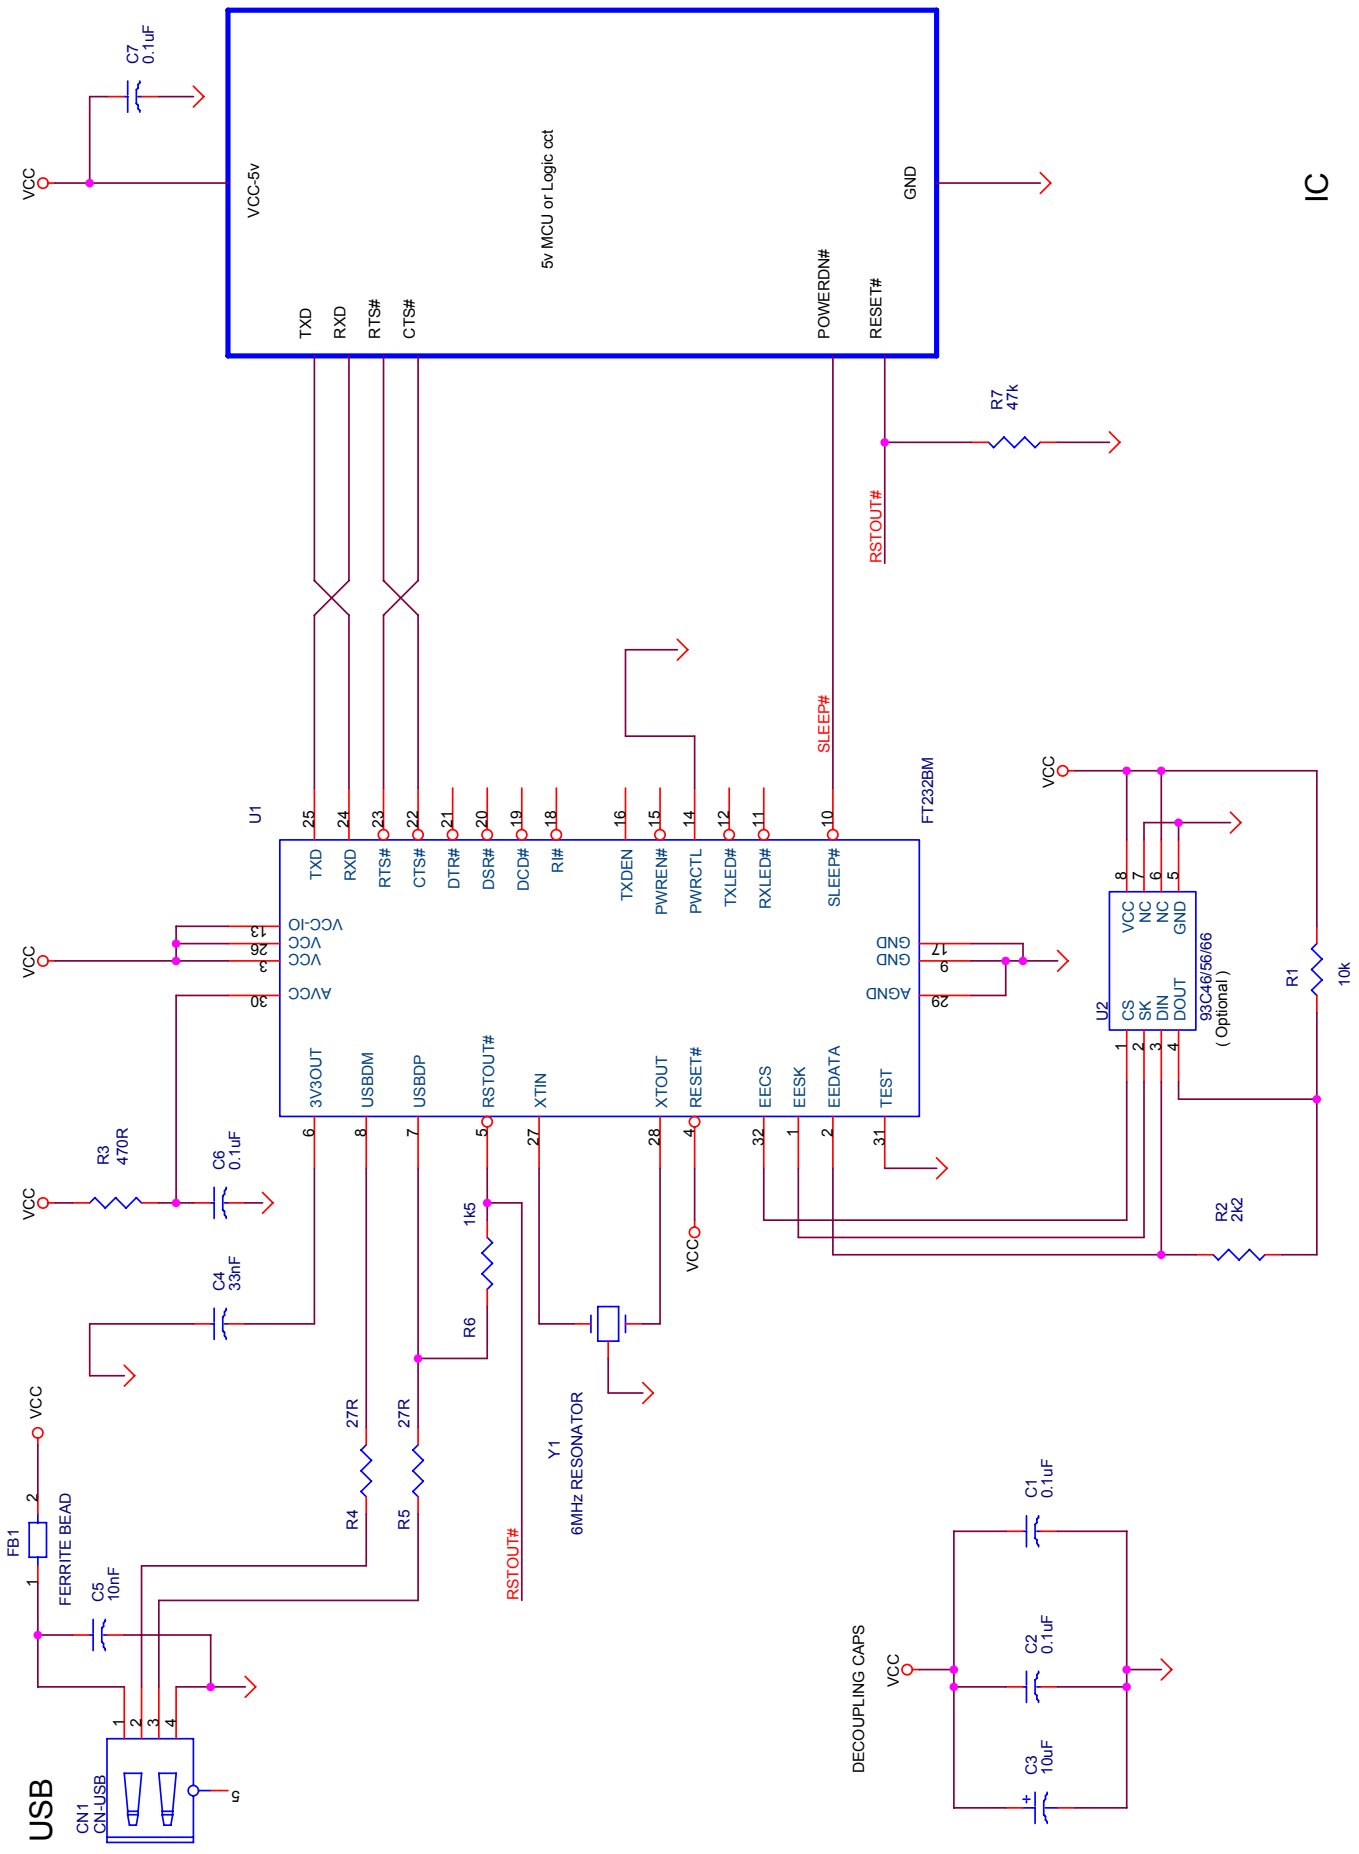 USB
CN1
CN-USB
1
2
3
4
5
C5
10nF
FB1
1
2
FERRITE BEAD
VCC
C4
33nF
VCC
R3
470R
C6
0.1uF
R4
27R
R5
27R
R6
1k5
RSTOUT#
Y1
6MHz RESONATOR
VCC
VCC
U1
FT232BM
6
3V3OUT
8
USBDM
7
USBDP
5
RSTOUT#
27
XTIN
28
XTOUT
4
RESET#
32
EECS
1
EESK
2
EEDATA
31
TEST
30
AVCC
3
VCC
26
VCC
13
VCC-IO
25
TXD
24
RXD
23
RTS#
22
CTS#
21
DTR#
20
DSR#
19
DCD#
18
RI#
16
TXDEN
15
PWREN#
14
PWRCTL
12
TXLED#
11
RXLED#
10
SLEEP#
29
AGND
9
GND
17
GND
SLEEP#
U2
93C46/56/66
( Optional )
1
CS
2
SK
3
DIN
4
DOUT
8
VCC
7
NC
6
NC
5
GND
VCC
R1
10k
R2
2k2
DECOUPLING CAPS
VCC
C3
10uF
+
C2
0.1uF
C1
0.1uF
VCC
C7
0.1uF
VCC-5v
TXD
RXD
RTS#
CTS#
5v MCU or Logic cct
POWERDN#
RESET#
GND
RSTOUT#
R7
47k
IC